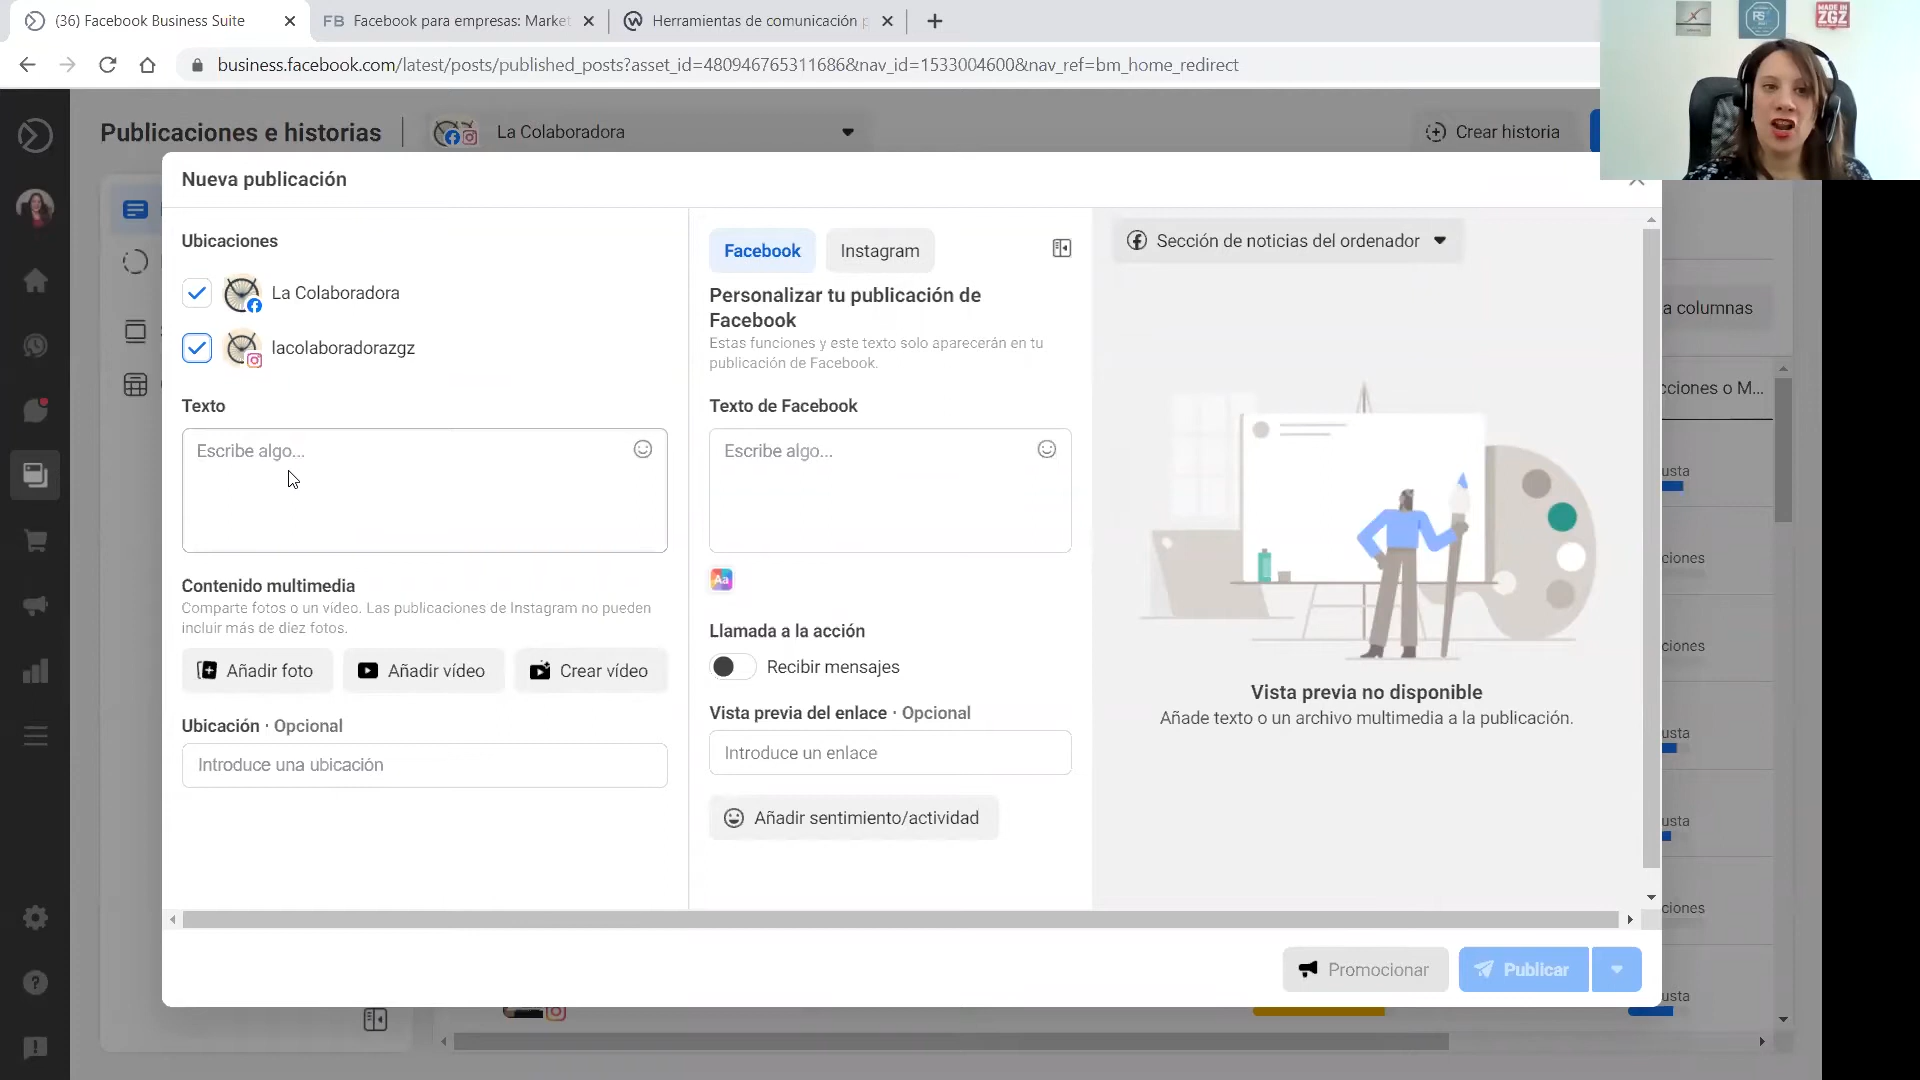 (36) Facebook Business Suite
FB Facebook para empresas: Market
Herramientas de comunicación p
business.facebook.com/latest/posts/published_posts?asset_id=480946765311686&nav_id=1533004600&nav_ref=bm_home_redirect
MADE IN
ZGZ
RS
Publicaciones e historias
La Colaboradora
Crear historia
Nueva publicación
Ubicaciones
La Colaboradora
lacolaboradorazgz
Texto
Escribe algo...
Contenido multimedia
Comparte fotos o un vídeo. Las publicaciones de Instagram no pueden
incluir más de diez fotos.
Añadir foto
Añadir vídeo
Crear vídeo
Ubicación · Opcional
Introduce una ubicación
Facebook
Instagram
Personalizar tu publicación de
Facebook
Estas funciones y este texto solo aparecerán en tu
publicación de Facebook.
Texto de Facebook
Escribe algo...
Aa
Llamada a la acción
Recibir mensajes
Vista previa del enlace · Opcional
Introduce un enlace
Añadir sentimiento/actividad
Sección de noticias del ordenador
Vista previa no disponible
Añade texto o un archivo multimedia a la publicación.
a columnas
cciones o M...
usta
ciones
ciones
usta
usta
ciones
usta
Promocionar
Publicar